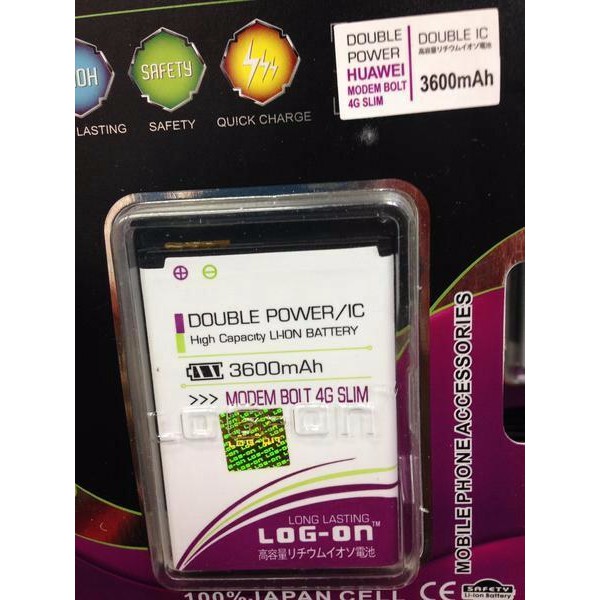 OH
SAFETY
LASTING
SAFETY
QUICK CHARGE
DOUBLE
POWER
HUAWEI
MODEM BOLT
4G SLIM
DOUBLE IC
高容量リチウムイオン電池
3600mAh
DOUBLE POWER/IC
High Capacity LI-ION BATTERY
3600mAh
>>> MODEM BOLT 4G SLIM
LOG-ON
LONG LASTING
LOG-ON™
高容量リチウムイオン電池
MOBILE PHONE ACCESSORIES
100% JAPAN CELL
CE
SAFETY
Li-ion Battery